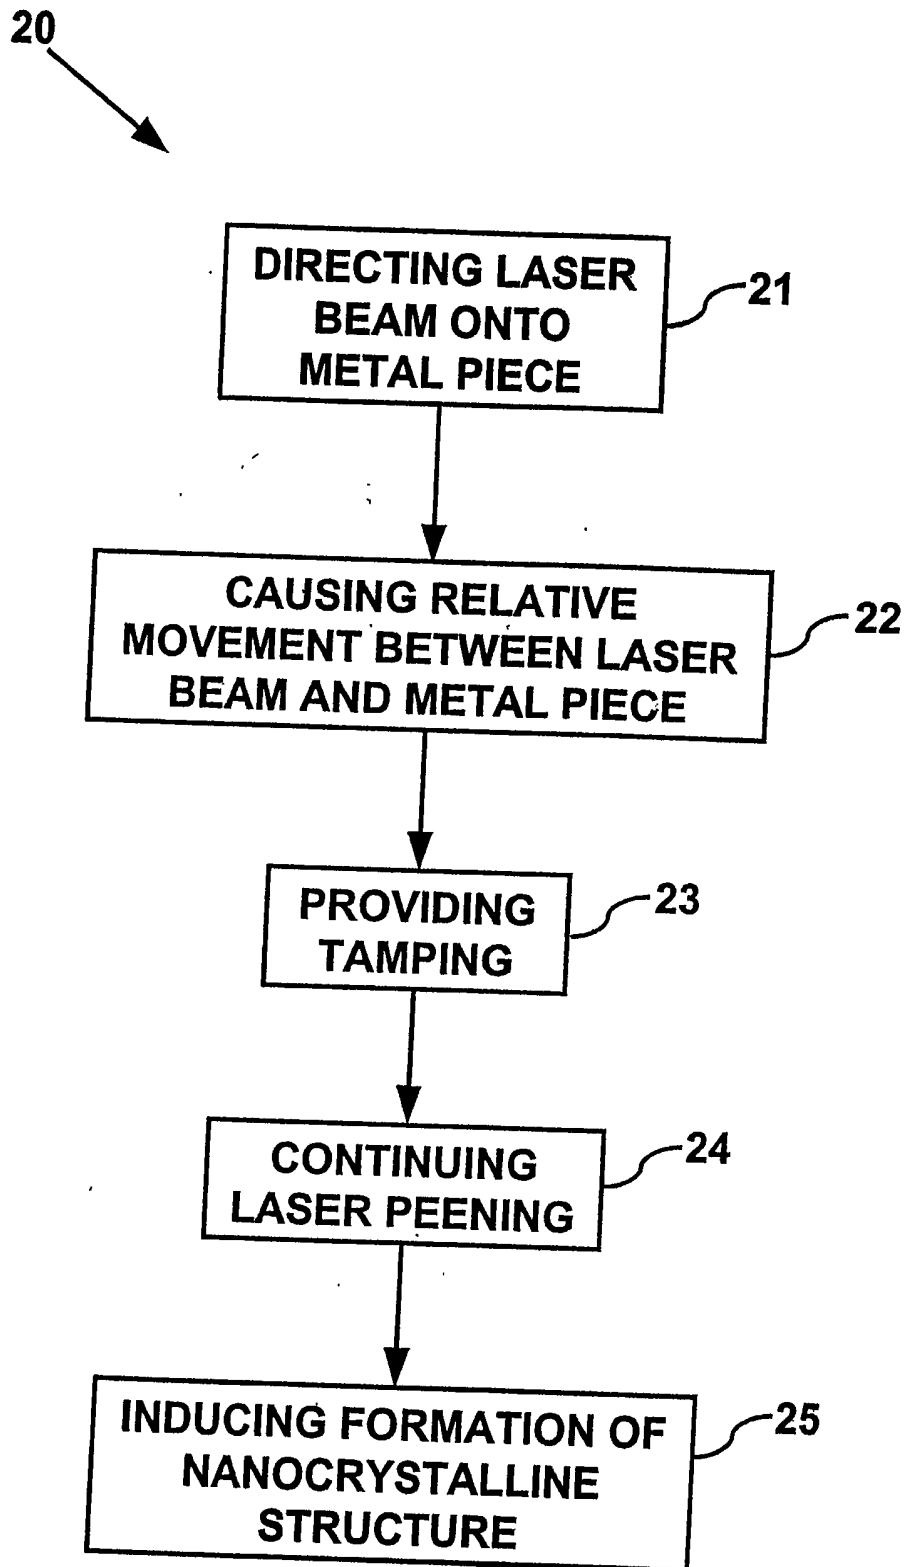 20
DIRECTING LASER
BEAM ONTO
METAL PIECE
21
CAUSING RELATIVE
MOVEMENT BETWEEN LASER
BEAM AND METAL PIECE
22
PROVIDING
TAMPING
23
CONTINUING
LASER PEENING
24
INDUCING FORMATION OF
NANOCRYSTALLINE
STRUCTURE
25